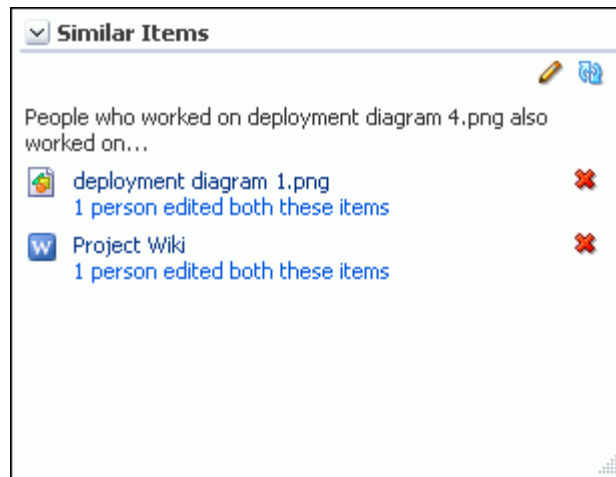 Similar Items
People who worked on deployment diagram 4.png also
worked on...
deployment diagram 1.png
1 person edited both these items
W Project Wiki
1 person edited both these items